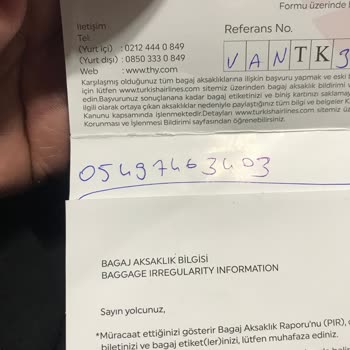 Formu üzerinde
İletişim
Tel.
(Yurt içi) : 0212 444 0 849
(Yurt dışi) : 0850 333 0 849
Web : www.thy.com
Referans No.
V A N T K 3
Karşılaşmış olduğunuz tüm bagaj aksaklıklarına ilişkin başvuru yapmak ve eski
için lütfen www.turkishairlines.com sitemiz üzerinden bagaj aksaklık bildirimi
edin.Başvurunuz sonuçlanana kadar bagaj etiketinizi ve biniş kartınızı saklamay
ilgili olarak ortaya çıkan aksaklıklar nedeniyle paylaştığınız tüm bilgi ve belgeler K
Kanunu kapsamında işlenmektedir.Detayları www.turkishairlines.com sitemiz üz
Korunması ve İşlenmesi Bildirimi sayfasından öğrenebilirsiniz.
05497463403
BAGAJ AKSAKLIK BİLGİSİ
BAGGAGE IRREGULARITY INFORMATION
Sayın yolcunuz,
*Müracaat ettiğinizi gösterir Bagaj Aksaklık Raporu'nu (PIR),
biletinizi ve bagaj etiket(ler)inizi, lütfen muhafaza ediniz.